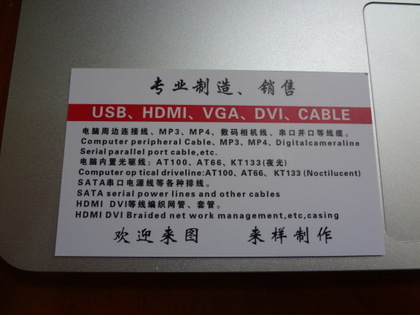 专业制造、销售
USB、HDMI、VGA、DVI、CABLE
电脑周边连接线、MP3、MP4、数码相机线、串口并口等线缆。
Computer peripheral Cable、MP3、MP4、Digitalcameraline
Serial parallel port cable,etc.
电脑内置光驱线：AT100、AT66、KT133(夜光)
Computer op tical driveline:AT100、AT66、 KT133 (Noctilucent)
SATA串口电源线等各种排线。
SATA serial power lines and other cables
HDMI DVI等线编织网管、套管。
HDMI DVI Braided net work management,etc,casing
欢迎来图 来样制作